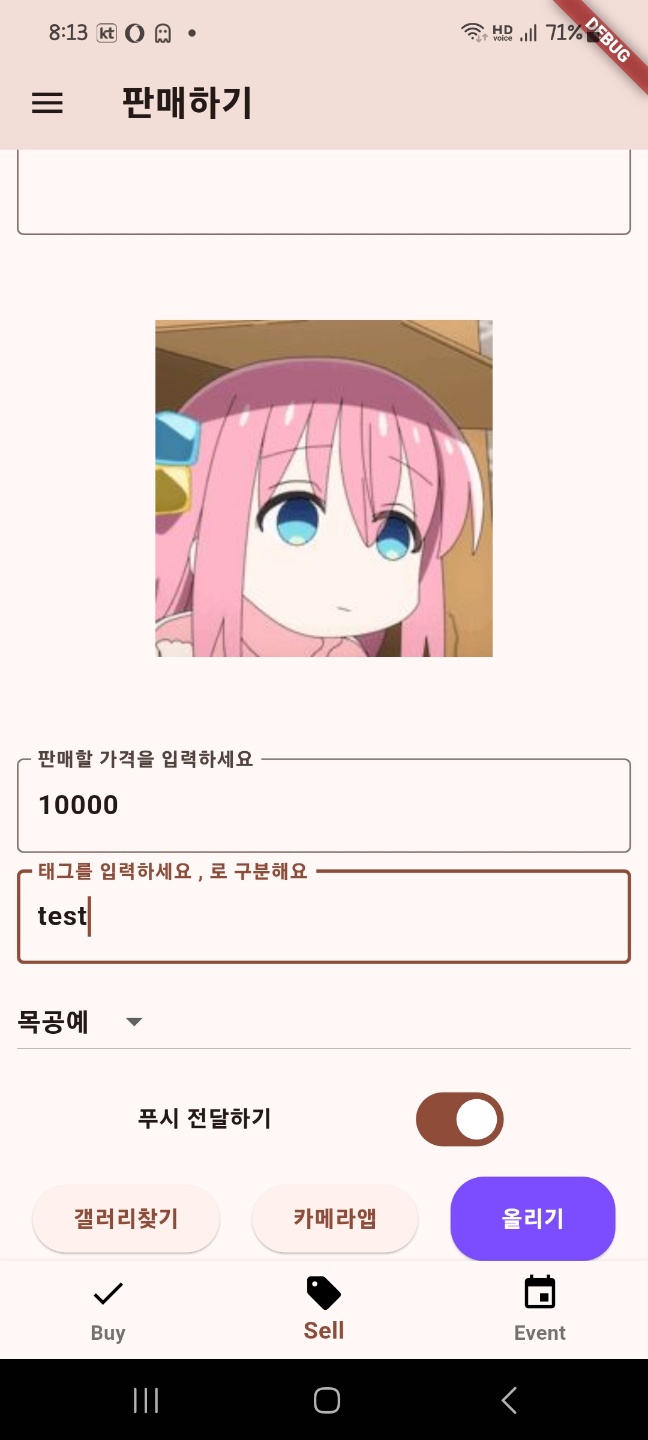 8:13 kt HD voice 71% DEBUG
판매하기
판매할 가격을 입력하세요
10000
태그를 입력하세요 , 로 구분해요
test
목공예
푸시 전달하기
갤러리찾기 카메라앱 올리기
Buy Sell Event